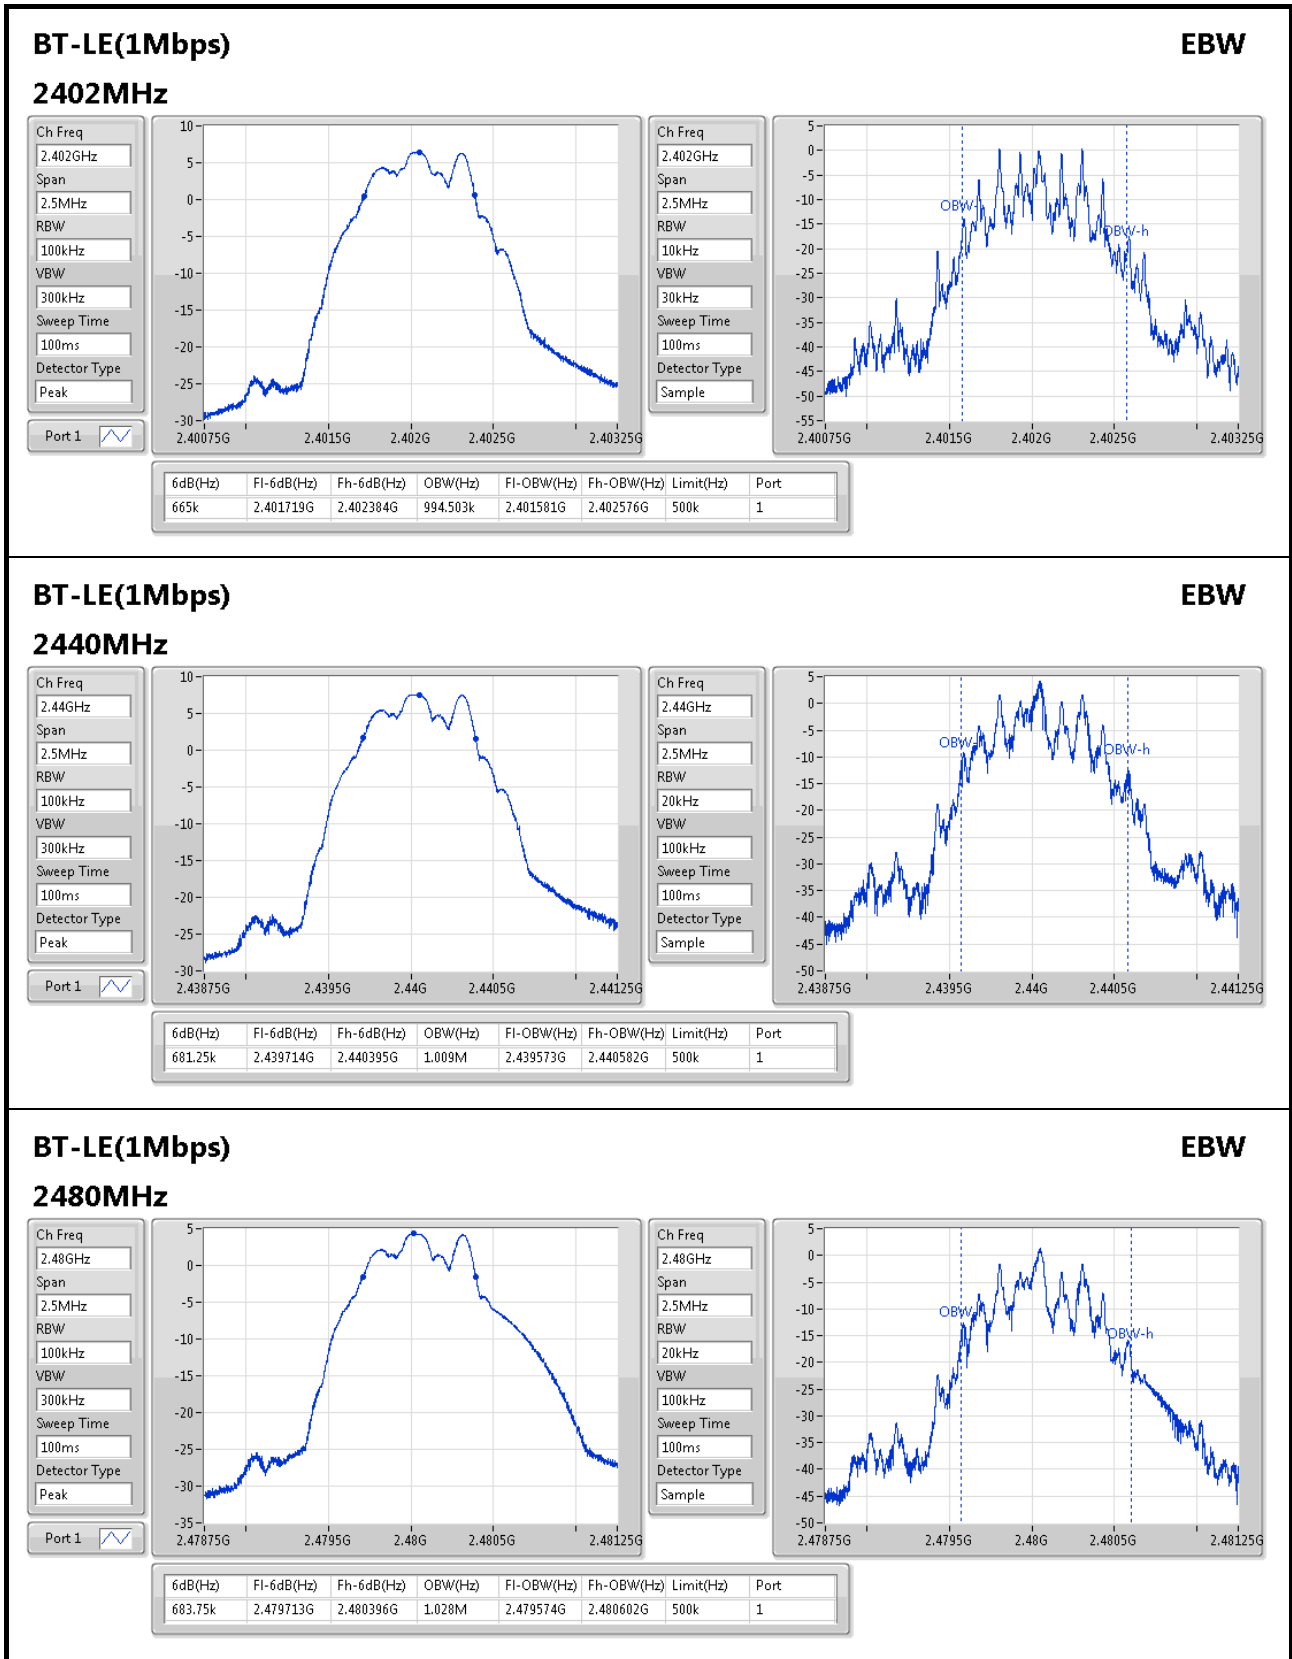 BT-LE(1Mbps) EBW
2402MHz
Ch Freq
2.402GHz
Span
2.5MHz
RBW
100kHz
VBW
300kHz
Sweep Time
100ms
Detector Type
Peak
Port 1
10
5
0
-5
-10
-15
-20
-25
-30
2.40075G 2.4015G 2.402G 2.4025G 2.40325G
Ch Freq
2.402GHz
Span
2.5MHz
RBW
10kHz
VBW
30kHz
Sweep Time
100ms
Detector Type
Sample
5
0
-5
-10
-15
-20
-25
-30
-35
-40
-45
-50
-55
OBW-
OBW-h
2.40075G 2.4015G 2.402G 2.4025G 2.40325G
6dB(Hz) Fl-6dB(Hz) Fh-6dB(Hz) OBW(Hz) Fl-OBW(Hz) Fh-OBW(Hz) Limit(Hz) Port
665k 2.401719G 2.402384G 994.503k 2.401581G 2.402576G 500k 1
BT-LE(1Mbps) EBW
2440MHz
Ch Freq
2.44GHz
Span
2.5MHz
RBW
100kHz
VBW
300kHz
Sweep Time
100ms
Detector Type
Peak
Port 1
10
5
0
-5
-10
-15
-20
-25
-30
2.43875G 2.4395G 2.44G 2.4405G 2.44125G
Ch Freq
2.44GHz
Span
2.5MHz
RBW
20kHz
VBW
100kHz
Sweep Time
100ms
Detector Type
Sample
5
0
-5
-10
-15
-20
-25
-30
-35
-40
-45
-50
OBW-
OBW-h
2.43875G 2.4395G 2.44G 2.4405G 2.44125G
6dB(Hz) Fl-6dB(Hz) Fh-6dB(Hz) OBW(Hz) Fl-OBW(Hz) Fh-OBW(Hz) Limit(Hz) Port
681.25k 2.439714G 2.440395G 1.009M 2.439573G 2.440582G 500k 1
BT-LE(1Mbps) EBW
2480MHz
Ch Freq
2.48GHz
Span
2.5MHz
RBW
100kHz
VBW
300kHz
Sweep Time
100ms
Detector Type
Peak
Port 1
5
0
-5
-10
-15
-20
-25
-30
-35
2.47875G 2.4795G 2.48G 2.4805G 2.48125G
Ch Freq
2.48GHz
Span
2.5MHz
RBW
20kHz
VBW
100kHz
Sweep Time
100ms
Detector Type
Sample
5
0
-5
-10
-15
-20
-25
-30
-35
-40
-45
-50
OBW-
OBW-h
2.47875G 2.4795G 2.48G 2.4805G 2.48125G
6dB(Hz) Fl-6dB(Hz) Fh-6dB(Hz) OBW(Hz) Fl-OBW(Hz) Fh-OBW(Hz) Limit(Hz) Port
683.75k 2.479713G 2.480396G 1.028M 2.479574G 2.480602G 500k 1